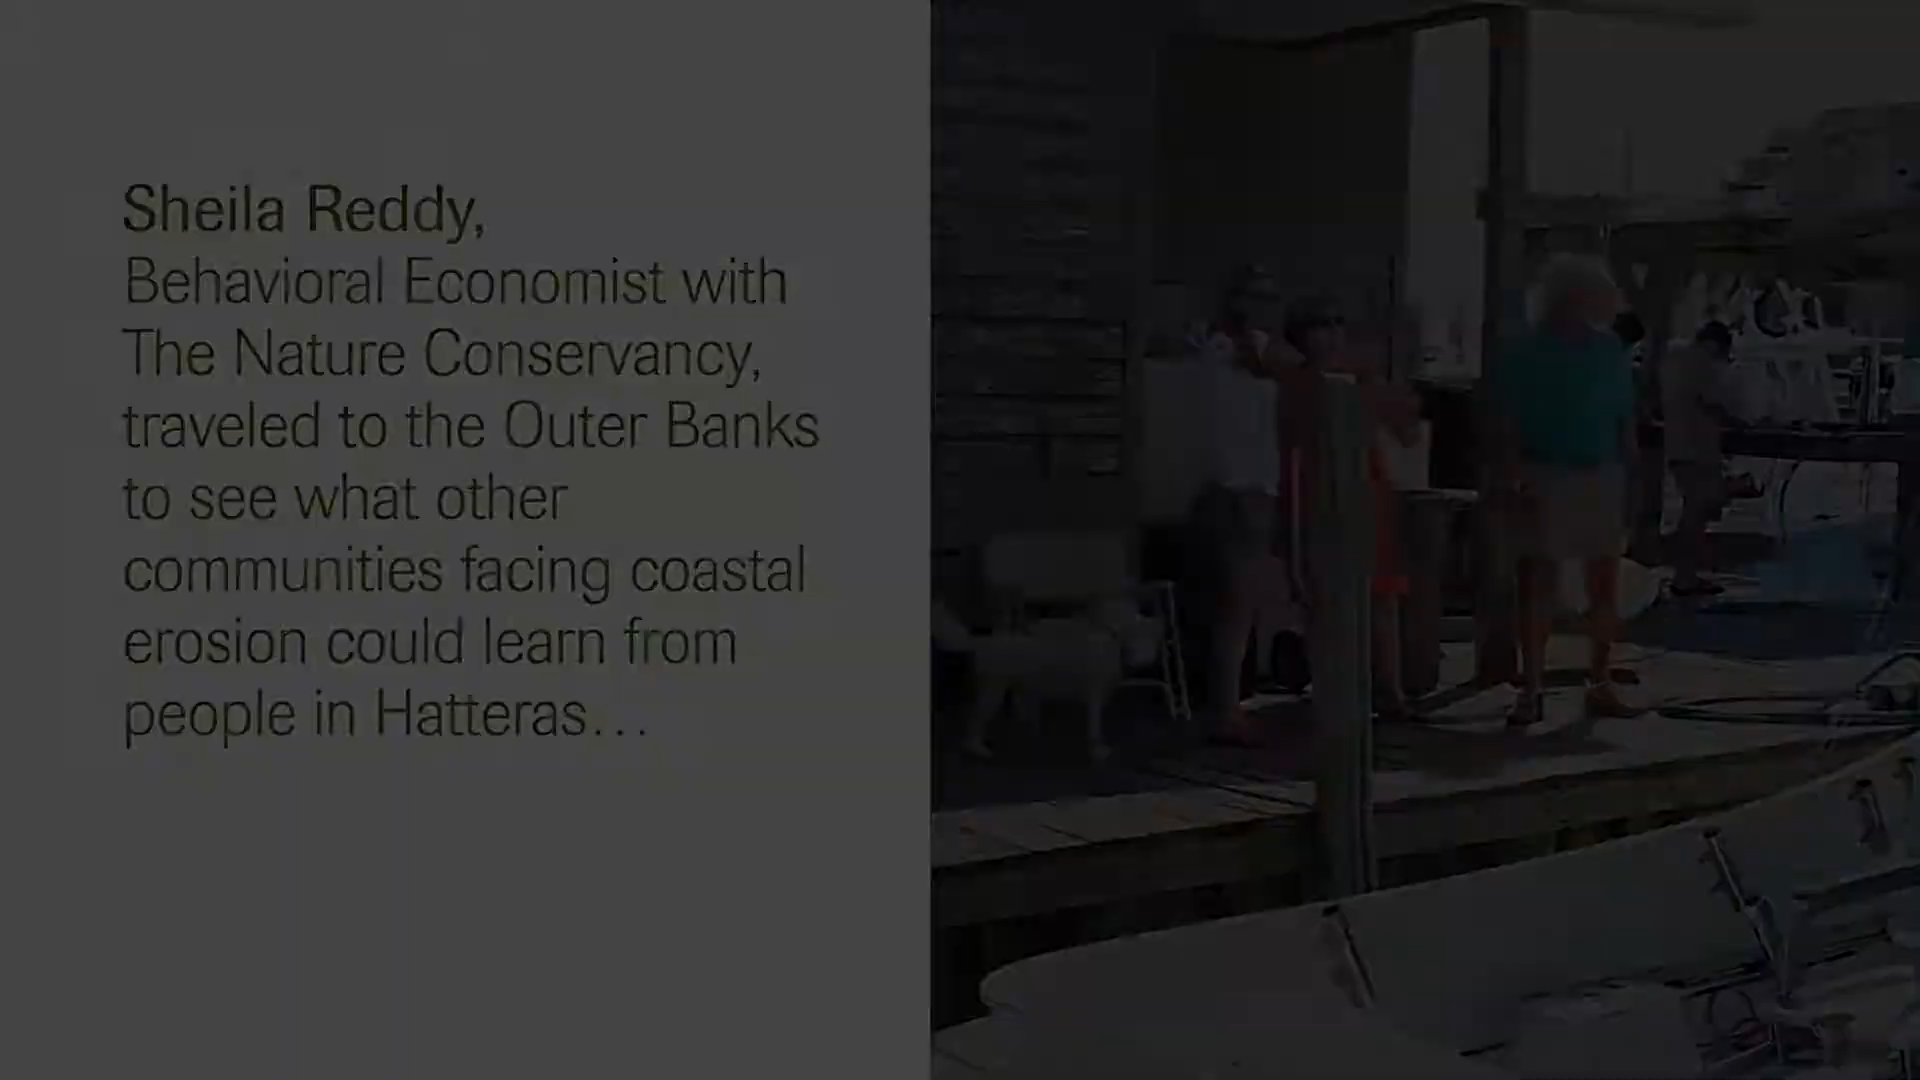 Sheila Reddy,
Behavioral Economist with
The Nature Conservancy,
traveled to the Outer Banks
to see what other
communities facing coastal
erosion could learn from
people in Hatteras…